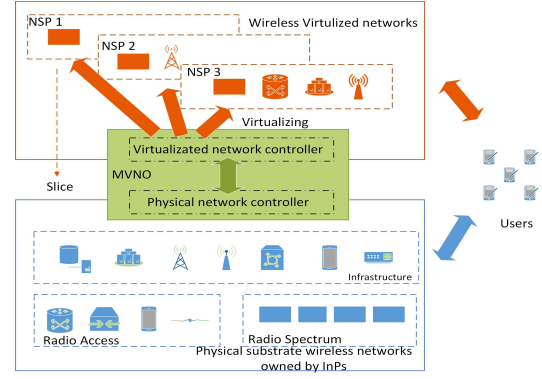 NSP 1
Wireless Virtulized networks
NSP 2
NSP 3
Virtualizing
Virtualizated network controller
MVNO
Slice
Physical network controller
Users
Infrastructure
Radio Access
Radio Spectrum
Physical substrate wireless networks
owned by InPs